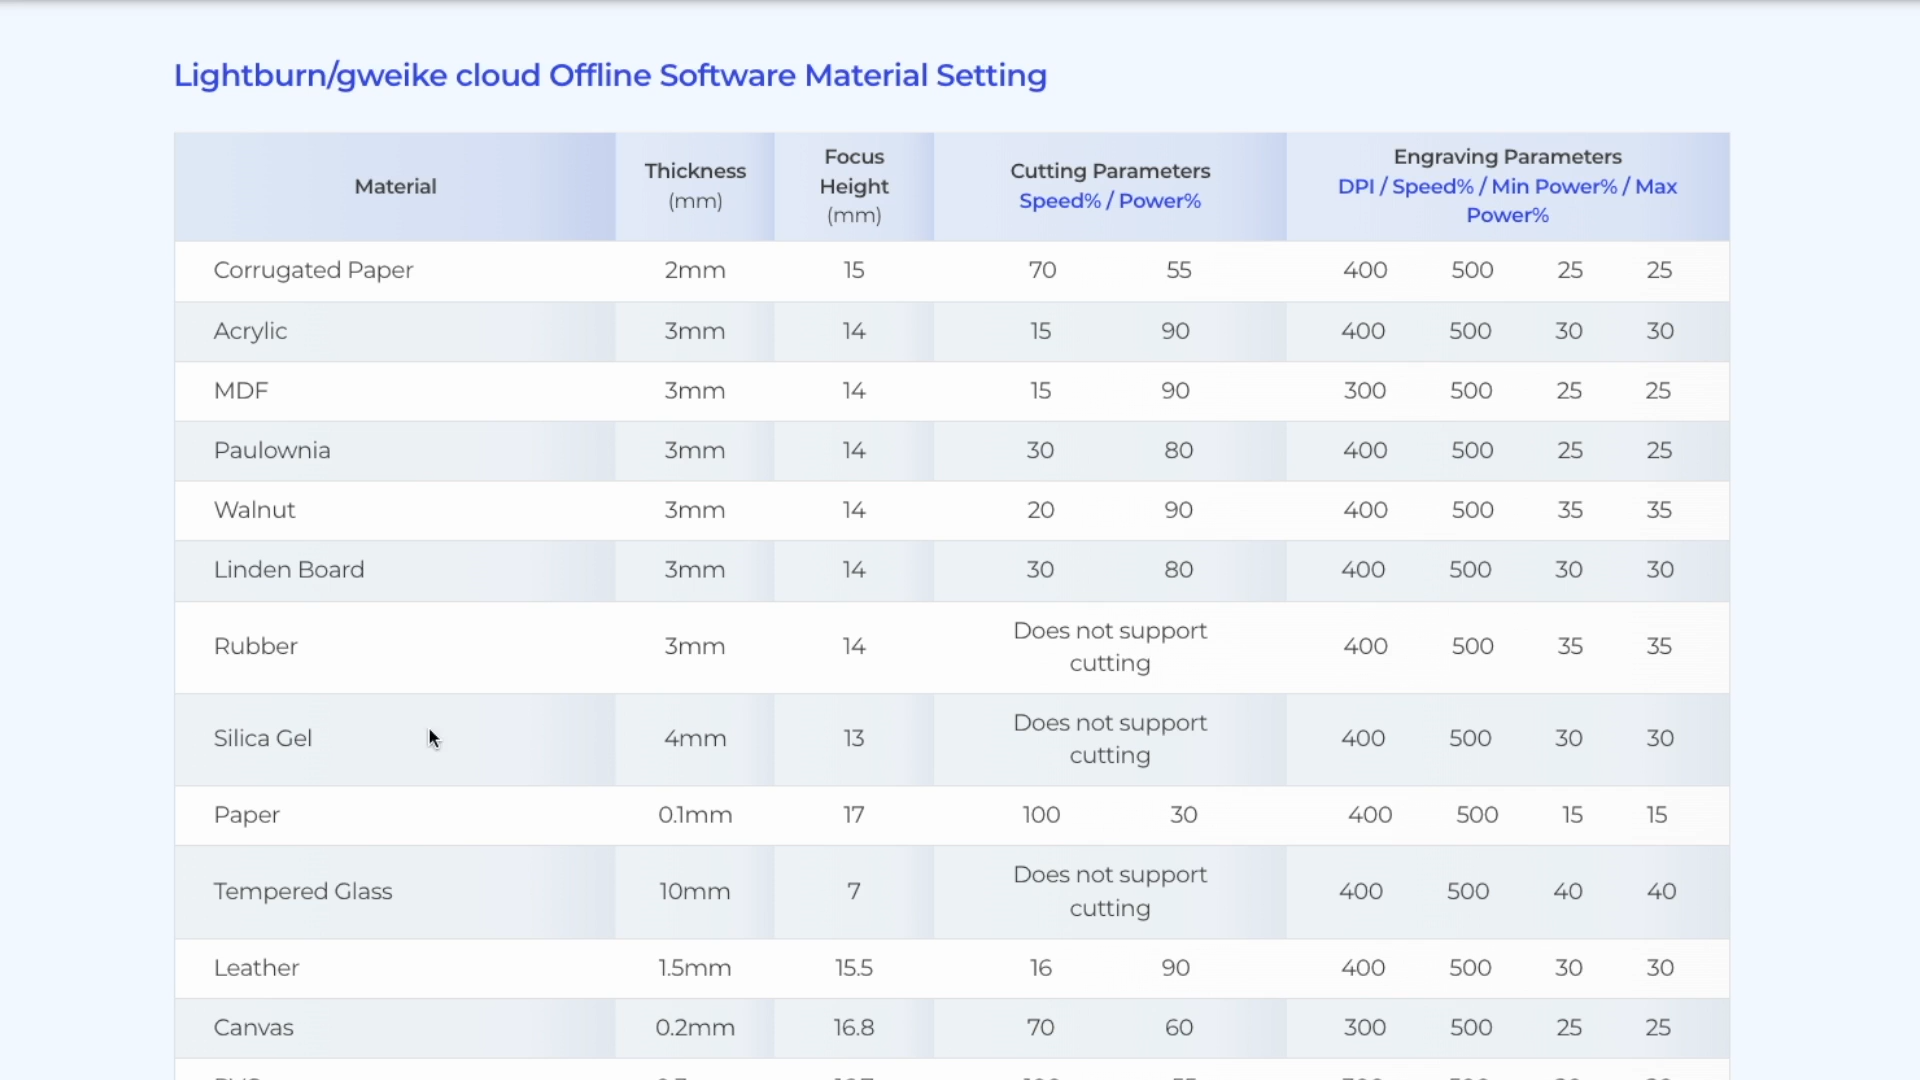 Lightburn/gweike cloud Offline Software Material Setting
Material Thickness (mm) Focus Height (mm) Cutting Parameters Speed% / Power% Engraving Parameters DPI / Speed% / Min Power% / Max Power%
Corrugated Paper 2mm 15 70 55 400 500 25 25
Acrylic 3mm 14 15 90 400 500 30 30
MDF 3mm 14 15 90 300 500 25 25
Paulownia 3mm 14 30 80 400 500 25 25
Walnut 3mm 14 20 90 400 500 35 35
Linden Board 3mm 14 30 80 400 500 30 30
Rubber 3mm 14 Does not support cutting 400 500 35 35
Silica Gel 4mm 13 Does not support cutting 400 500 30 30
Paper 0.1mm 17 100 30 400 500 15 15
Tempered Glass 10mm 7 Does not support cutting 400 500 40 40
Leather 1.5mm 15.5 16 90 400 500 30 30
Canvas 0.2mm 16.8 70 60 300 500 25 25